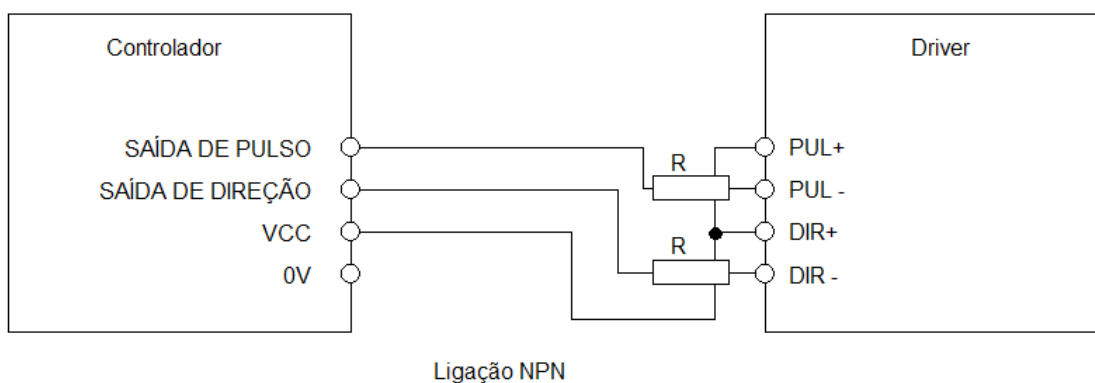 Controlador
Driver
SAÍDA DE PULSO
SAÍDA DE DIREÇÃO
VCC
0V
R
R
PUL+
PUL -
DIR+
DIR -
Ligação NPN